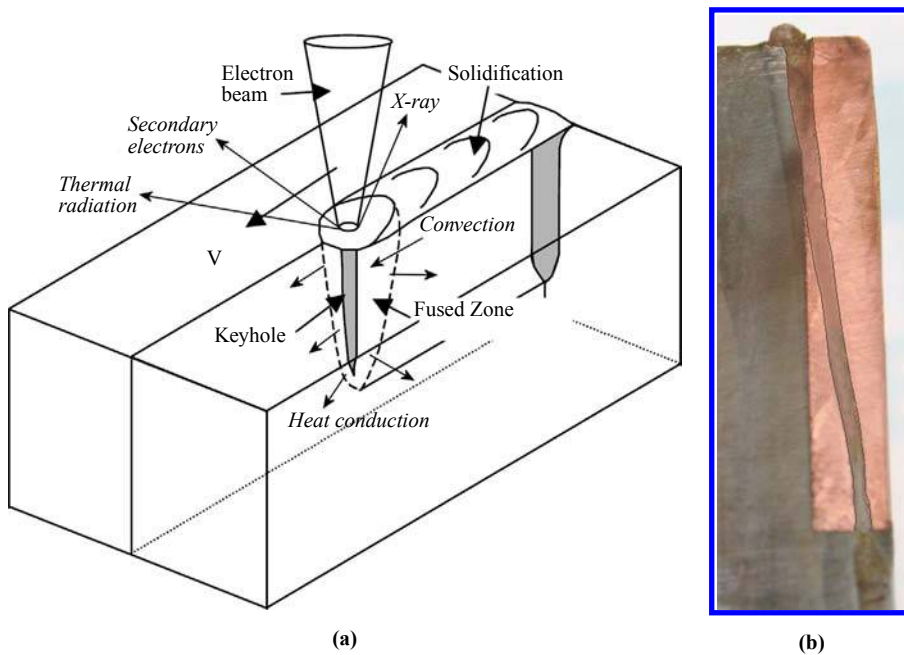 Electron
beam
Solidification
X-ray
Secondary
electrons
Thermal
radiation
Convection
V
Keyhole
Fused Zone
Heat conduction
(a)
(b)